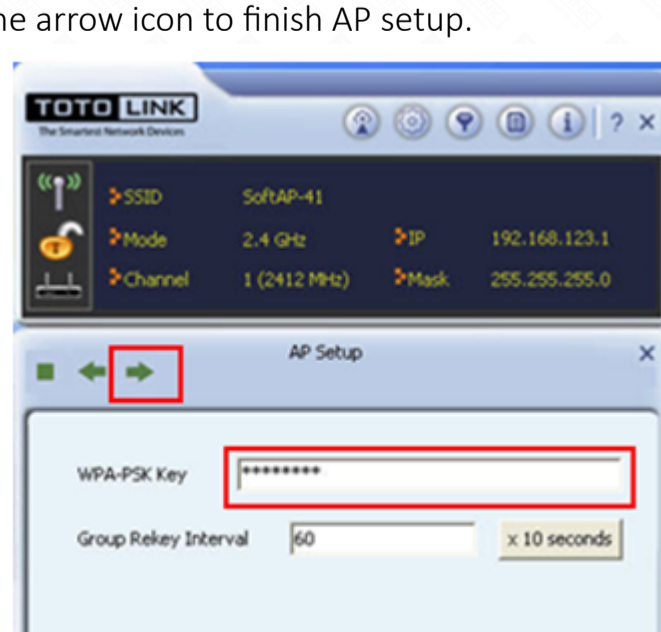 he arrow icon to finish AP setup.
TOTO LINK
The Smartest Network Devices
? ×
SSID SoftAP-41
Mode 2.4 GHz IP 192.168.123.1
Channel 1 (2412 MHz) Mask 255.255.255.0
AP Setup ×
WPA-PSK Key ********
Group Rekey Interval 60 x 10 seconds